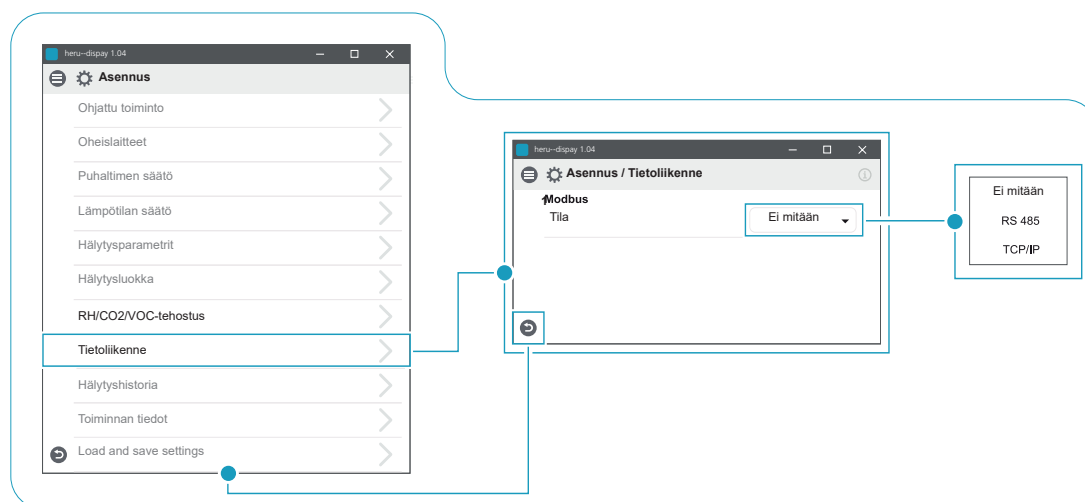 heru--dispay 1.04
Asennus
Ohjattu toiminto
Oheislaitteet
Puhaltimen säätö
Lämpötilan säätö
Hälytysparametrit
Hälytysluokka
RH/CO2/VOC-tehostus
Tietoliikenne
Hälytyshistoria
Toiminnan tiedot
Load and save settings
heru--dispay 1.04
Asennus / Tietoliikenne
1Modbus
Tila
Ei mitään
Ei mitään
RS 485
TCP/IP